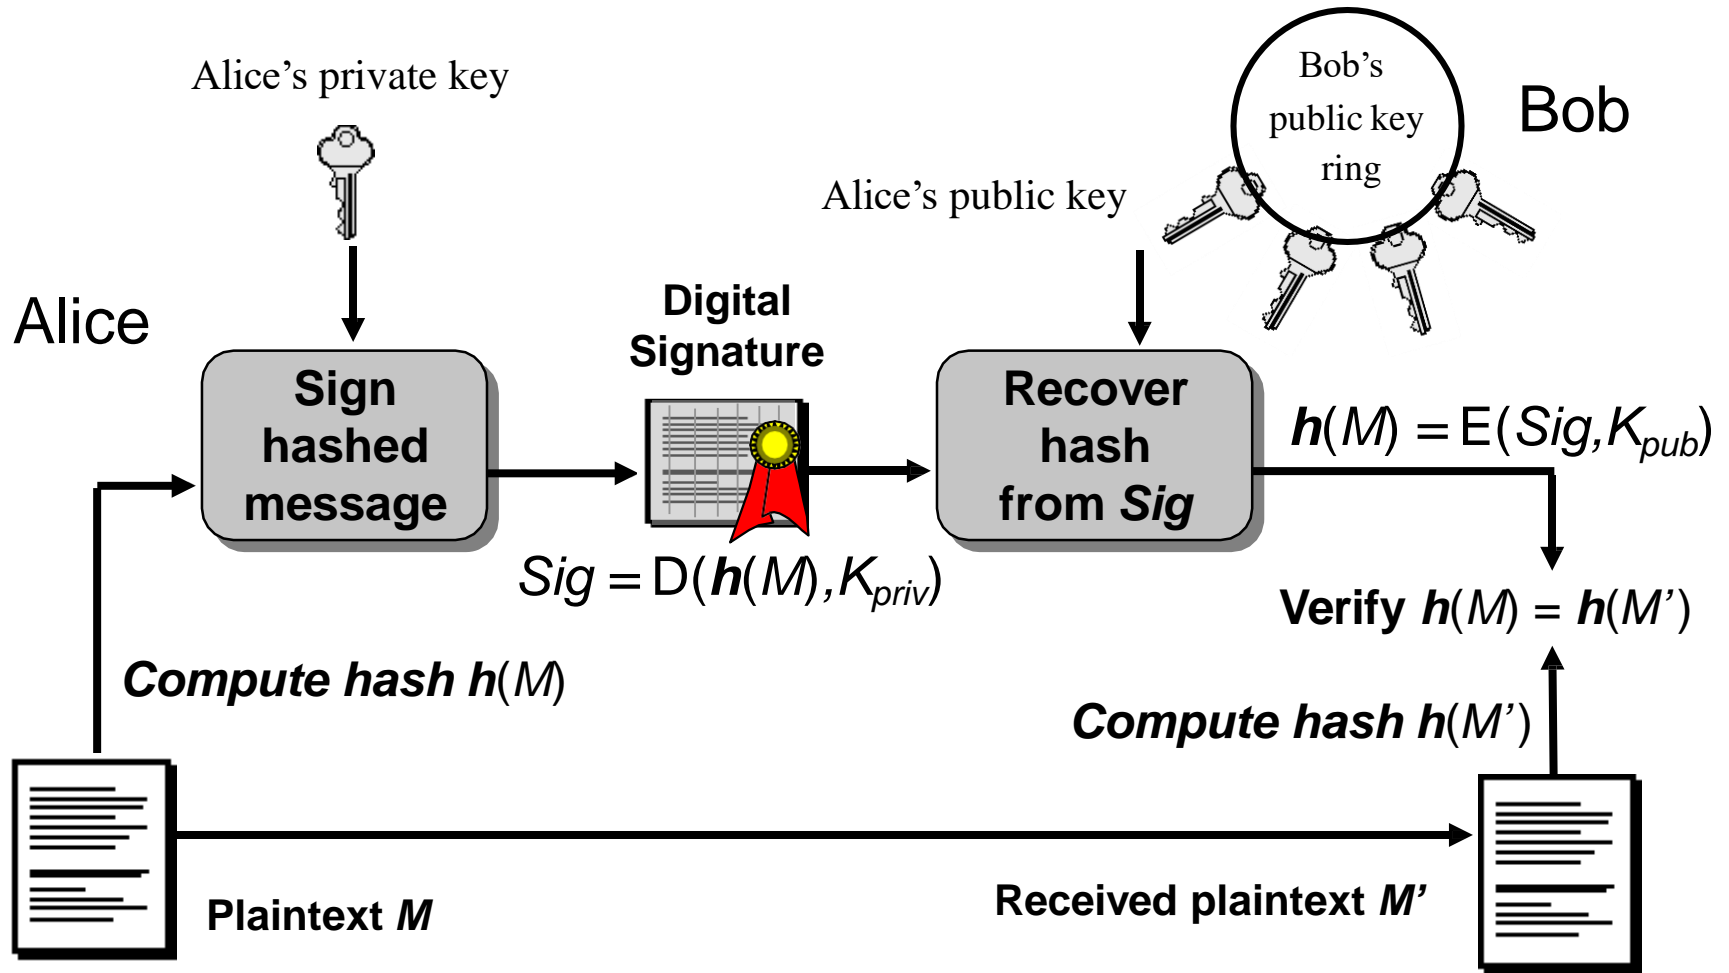 Alice's private key
Bob's
public key
ring
Bob
Alice's public key
Alice
Digital
Signature
Sign
hashed
message
Recover
hash
from Sig
h(M) = E(Sig,Kpub)
Sig = D(h(M),Kpriv)
Verify h(M) = h(M’)
Compute hash h(M)
Compute hash h(M’)
Plaintext M
Received plaintext M’